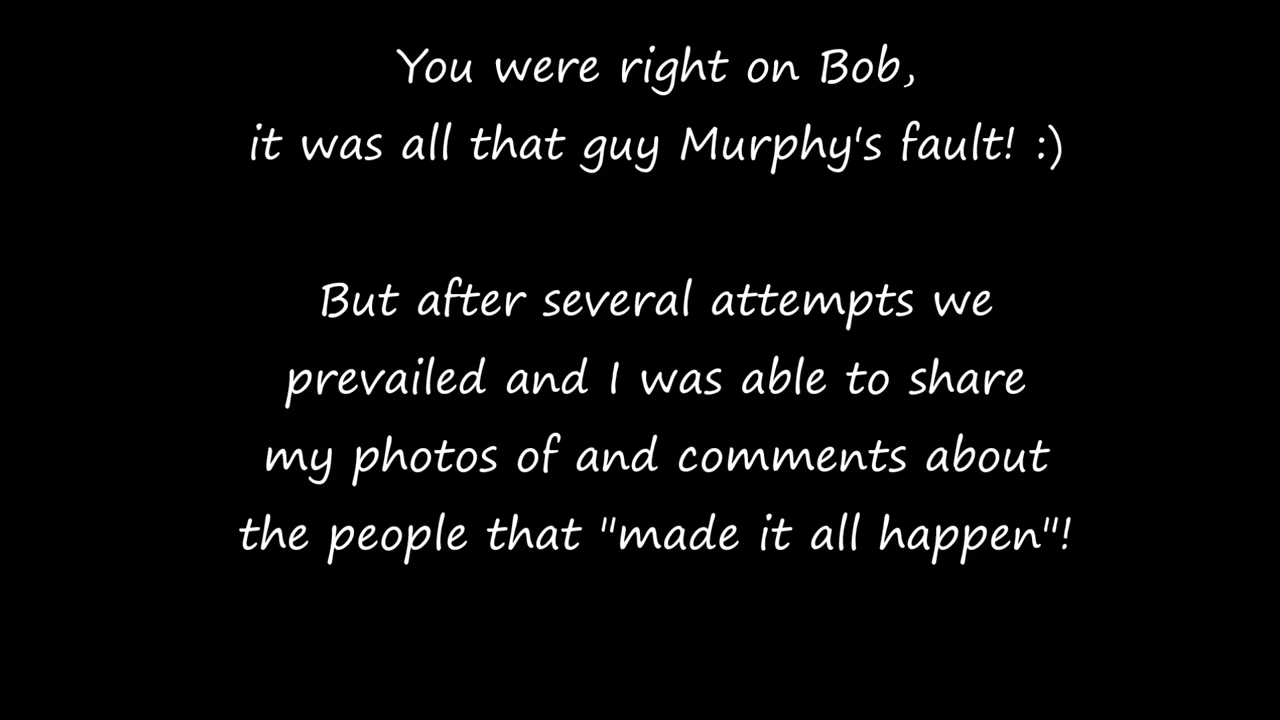 You were right on Bob,
it was all that guy Murphy's fault! :)
But after several attempts we
prevailed and I was able to share
my photos of and comments about
the people that "made it all happen"!